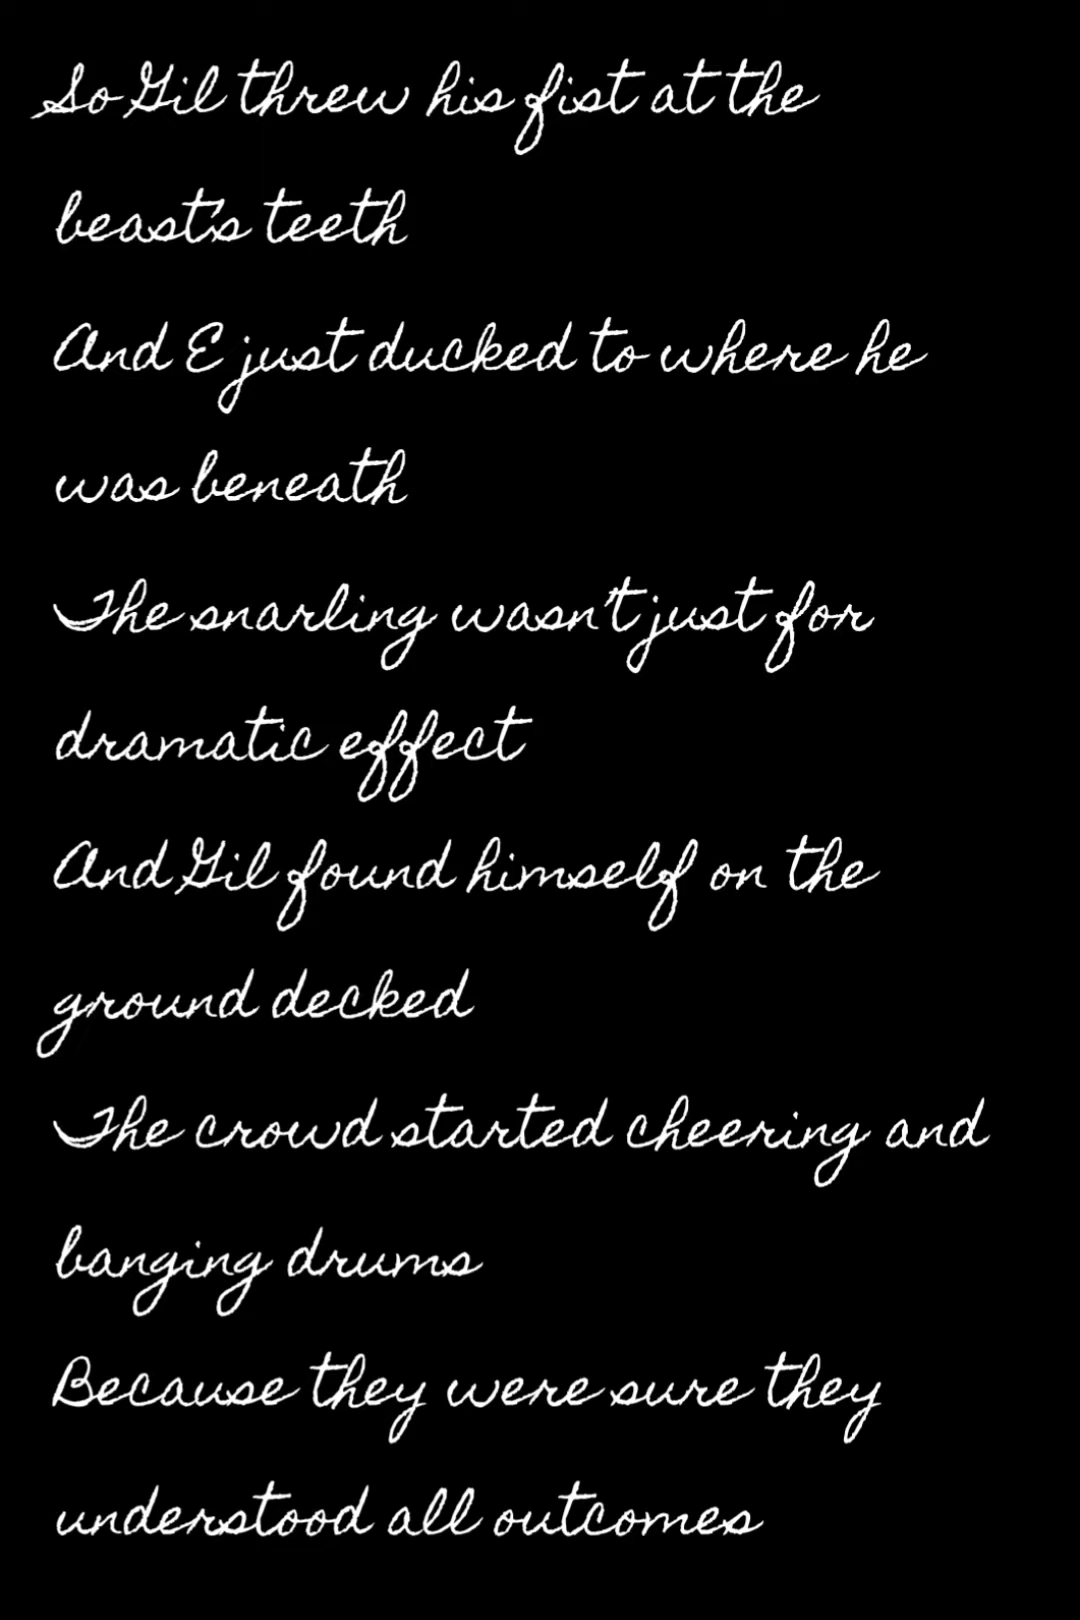 So Gil threw his fist at the
beast's teeth
And E just ducked to where he
was beneath
The snarling wasn't just for
dramatic effect
And Gil found himself on the
ground decked
The crowd started cheering and
banging drums
Because they were sure they
understood all outcomes